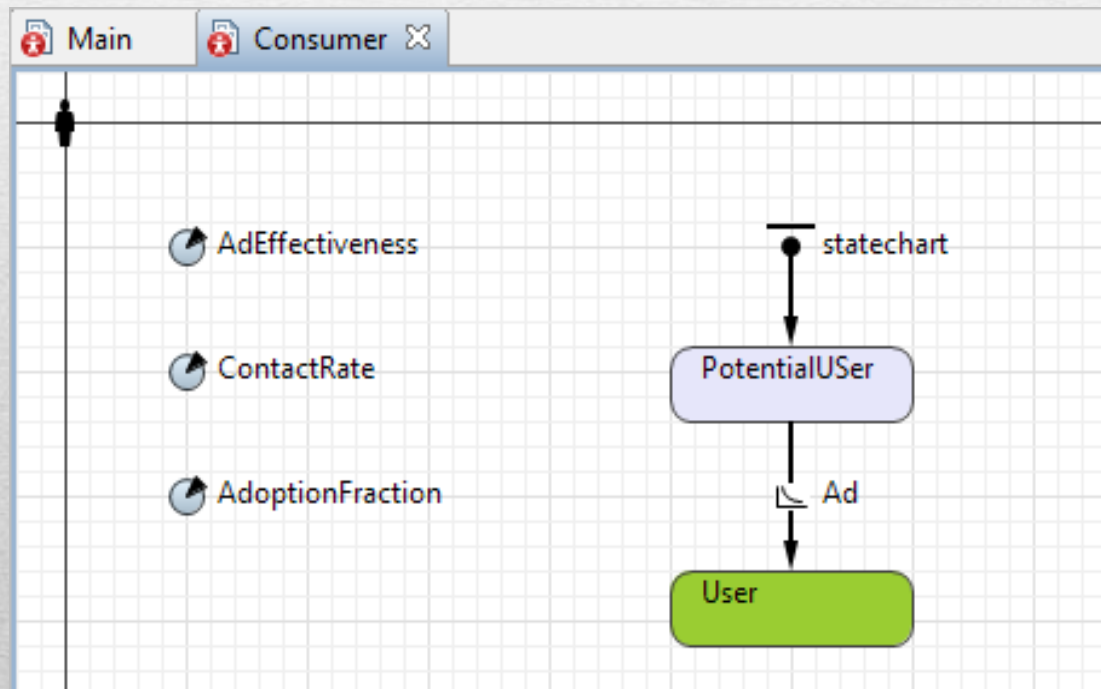 Main
Consumer
AdEffectiveness
statechart
ContactRate
PotentialUSer
AdoptionFraction
Ad
User